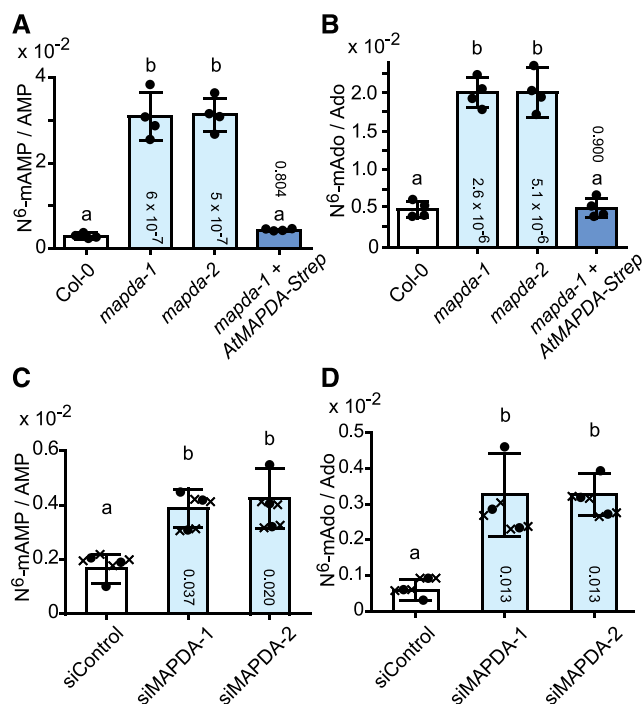 A
x 10⁻²
N⁶-mAMP / AMP
4
2
0
a
b
b
0.804
a
6 x 10⁻⁷
5 x 10⁻⁷
Col-0
mapda-1
mapda-2
mapda-1 +
AtMAPDA-Strep
B
x 10⁻²
N⁶-mAdo / Ado
2.0
1.5
1.0
0.5
0
a
b
b
0.900
a
2.6 x 10⁻⁶
5.1 x 10⁻⁶
Col-0
mapda-1
mapda-2
mapda-1 +
AtMAPDA-Strep
C
x 10⁻²
N⁶-mAMP / AMP
0.6
0.4
0.2
0
a
b
b
0.037
0.020
siControl
siMAPDA-1
siMAPDA-2
D
x 10⁻²
N⁶-mAdo / Ado
0.5
0.4
0.3
0.2
0.1
0
a
b
b
0.013
0.013
siControl
siMAPDA-1
siMAPDA-2